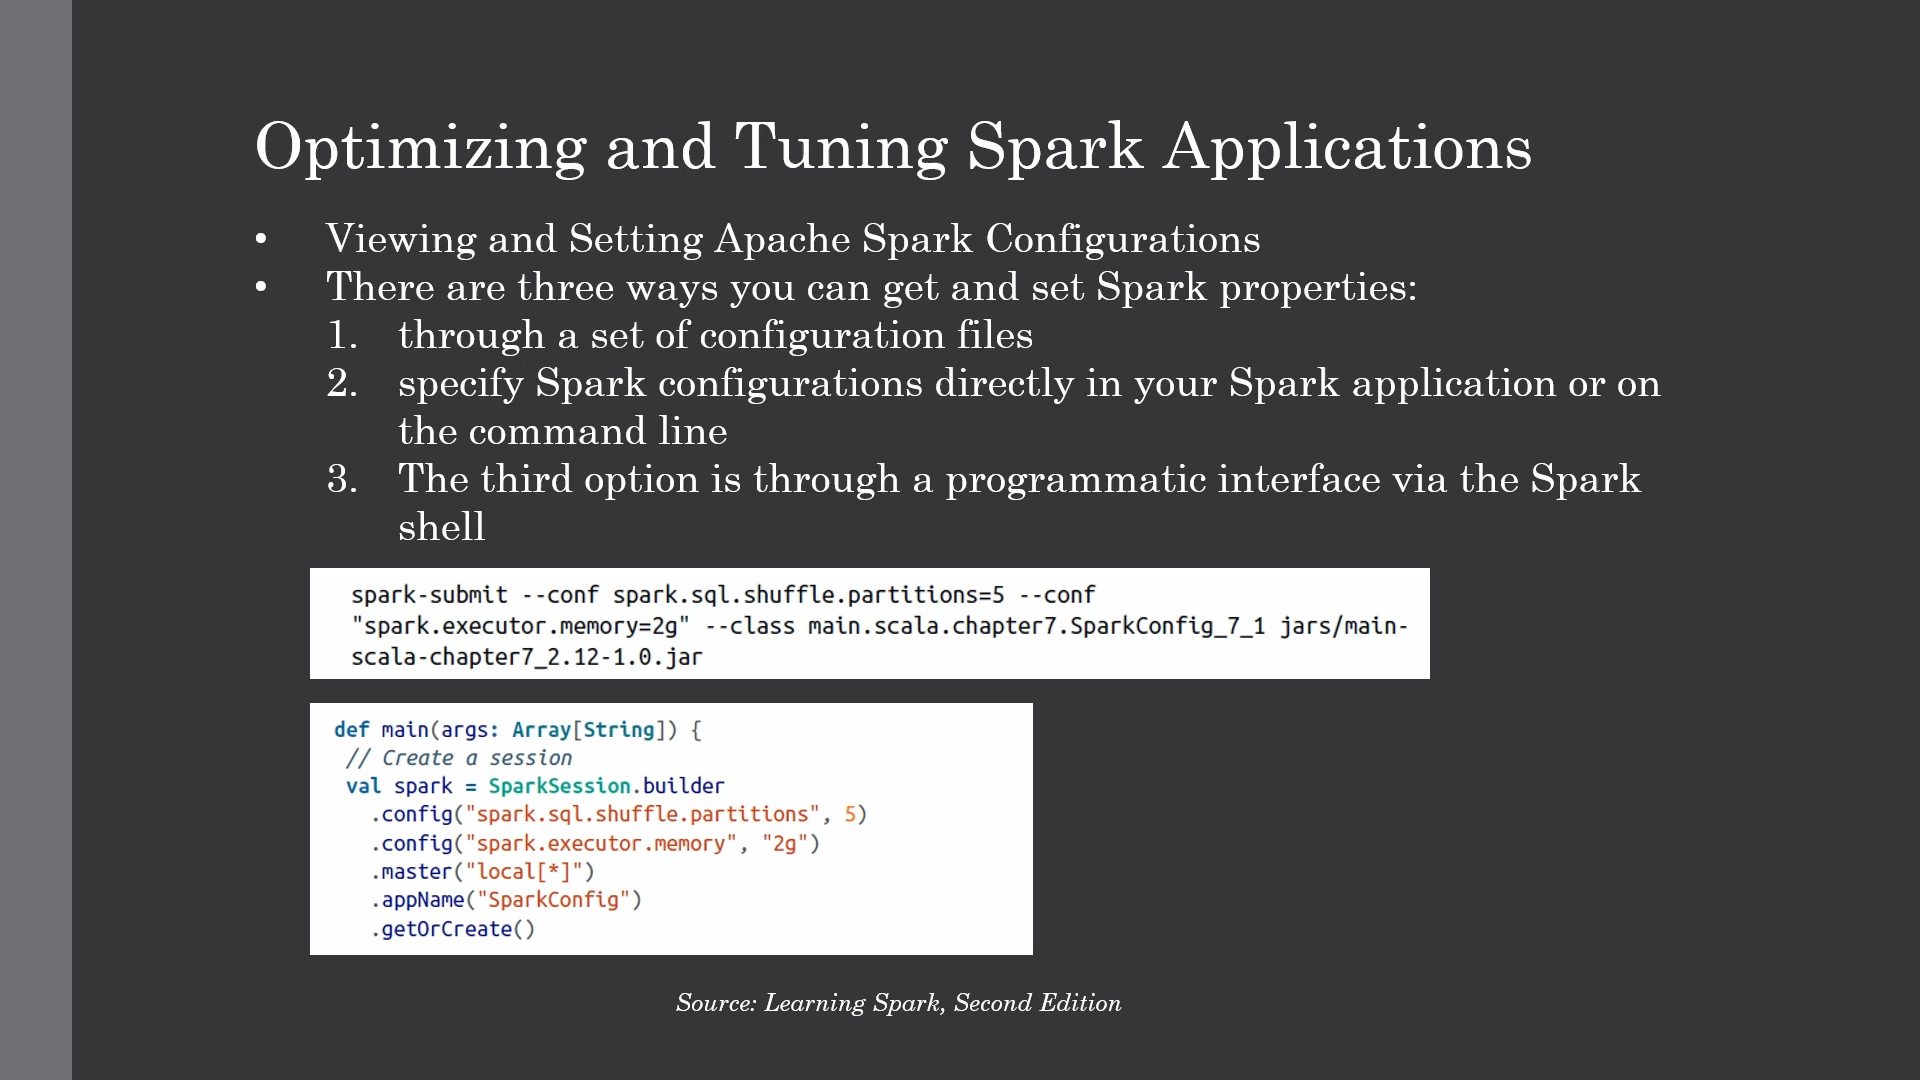 Optimizing and Tuning Spark Applications
• Viewing and Setting Apache Spark Configurations
• There are three ways you can get and set Spark properties:
1. through a set of configuration files
2. specify Spark configurations directly in your Spark application or on
the command line
3. The third option is through a programmatic interface via the Spark
shell
spark-submit --conf spark.sql.shuffle.partitions=5 --conf
"spark.executor.memory=2g" --class main.scala.chapter7.SparkConfig_7_1 jars/main-
scala-chapter7_2.12-1.0.jar
def main(args: Array[String]) {
// Create a session
val spark = SparkSession.builder
.config("spark.sql.shuffle.partitions", 5)
.config("spark.executor.memory", "2g")
.master("local[*]")
.appName("SparkConfig")
.getOrCreate()
Source: Learning Spark, Second Edition